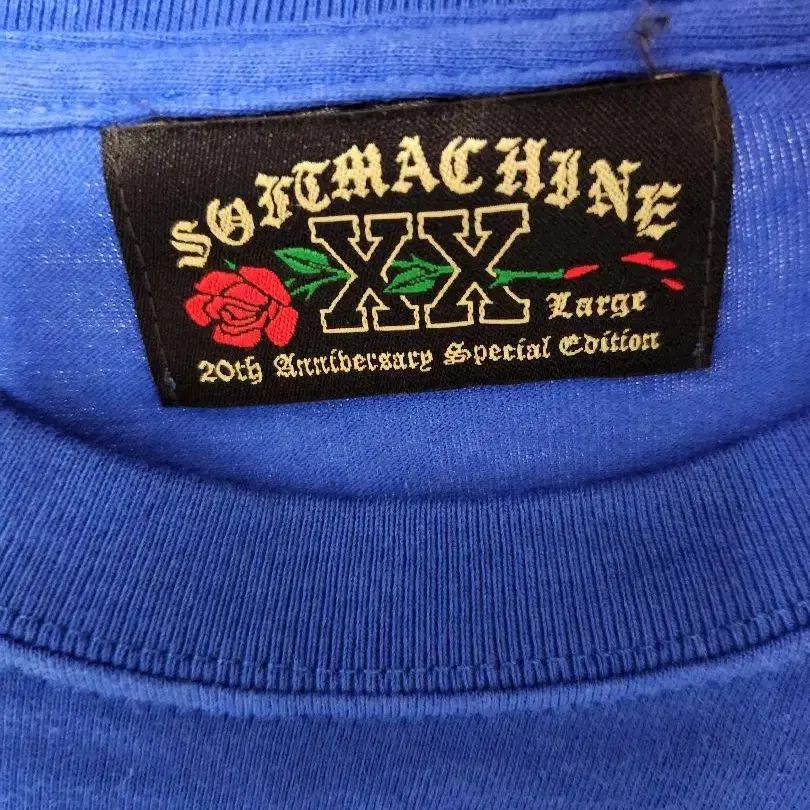 SOFTMACHINE
XX
Large
20th Anniversary Special Edition